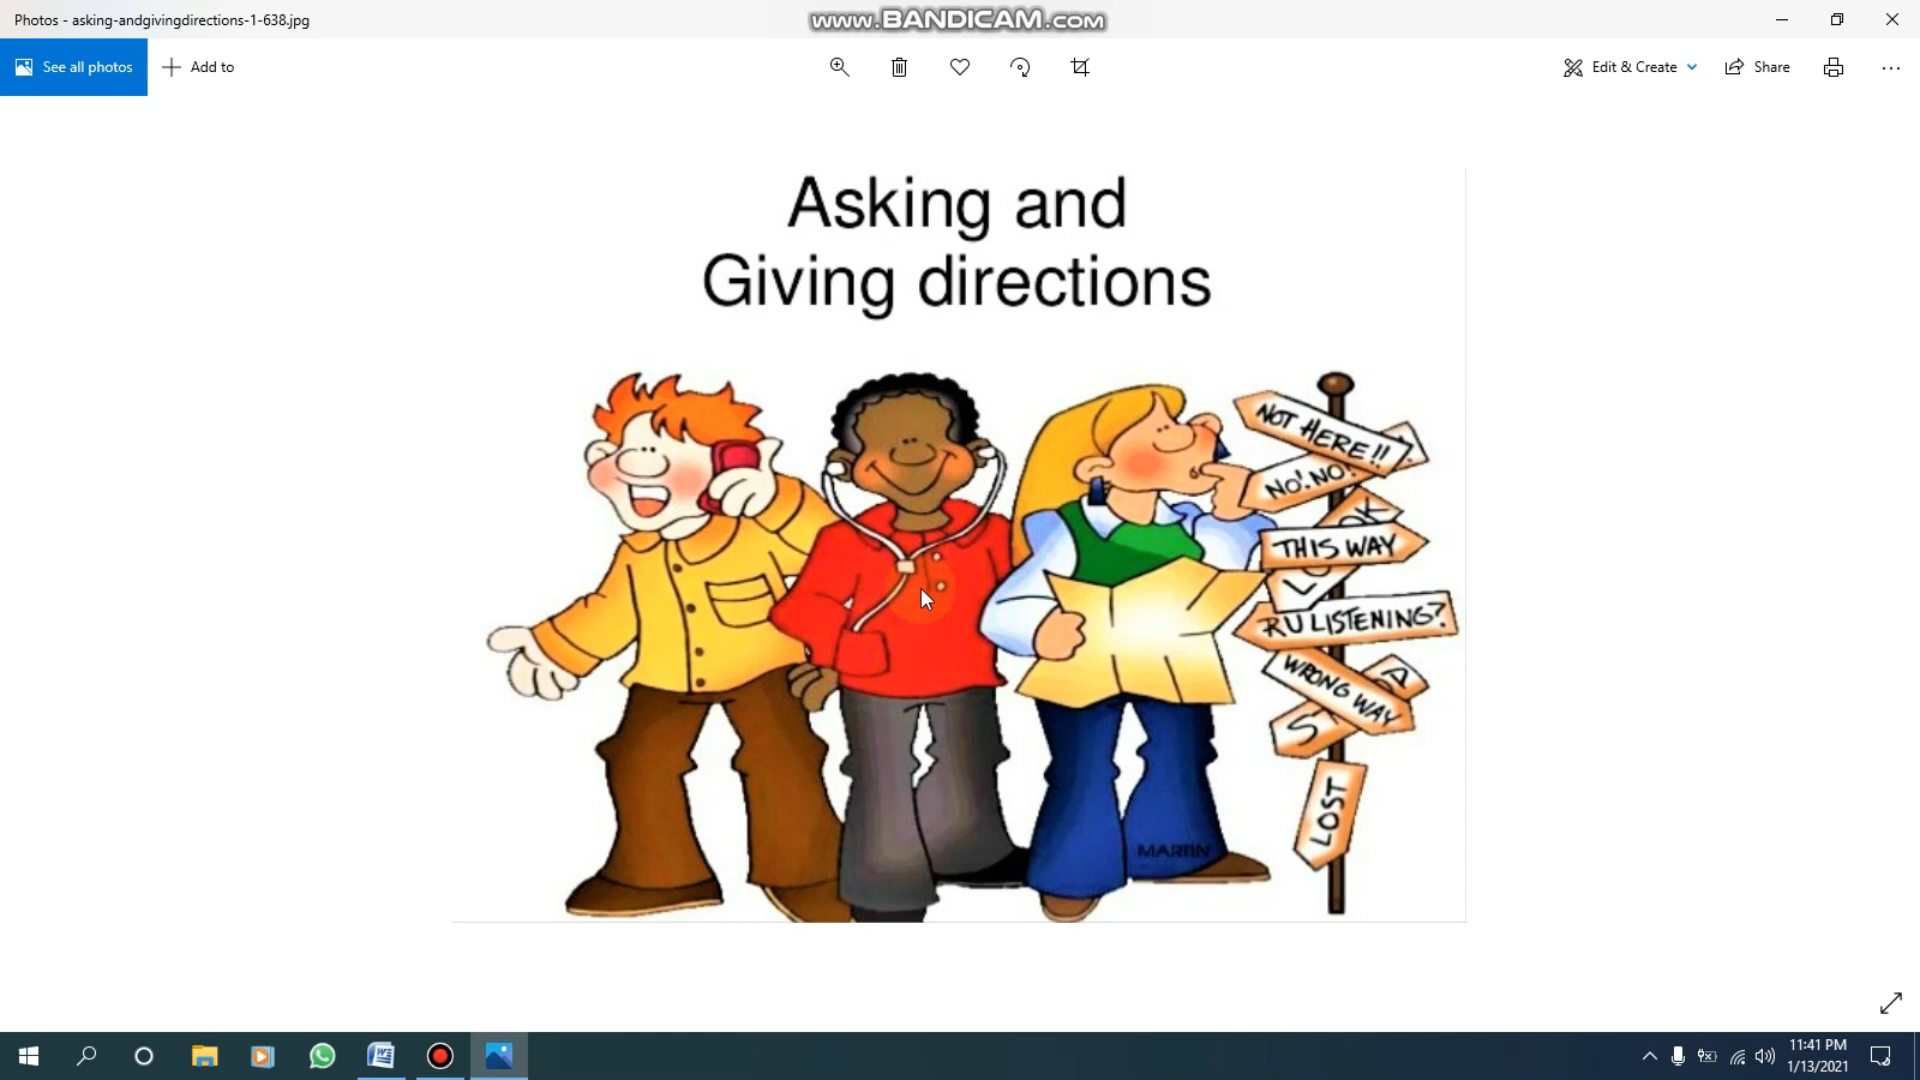 Photos - asking-andgivingdirections-1-638.jpg
www.BANDICAM.com
See all photos
Add to
Edit & Create
Share
Asking and
Giving directions
NOT HERE!!
NO! NO!
OK
THIS WAY
LO
R U LISTENING?
WRONG WAY
A
S
LOST
MARTIN
11:41 PM
1/13/2021